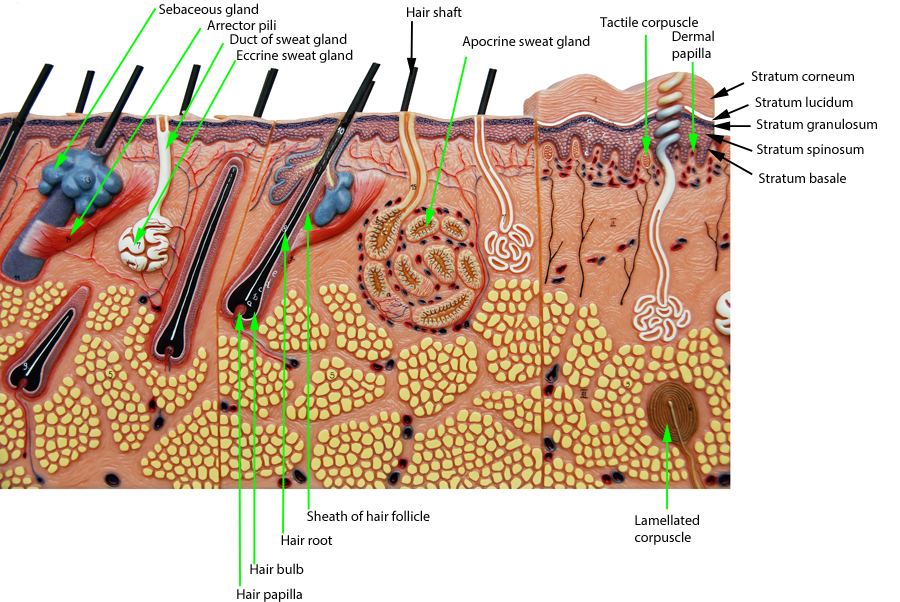 Sebaceous gland
Arrector pili
Duct of sweat gland
Eccrine sweat gland
Hair shaft
Apocrine sweat gland
Tactile corpuscle
Dermal
papilla
Stratum corneum
Stratum lucidum
Stratum granulosum
Stratum spinosum
Stratum basale
10
Sheath of hair follicle
Hair root
Hair bulb
Hair papilla
Lamellated
corpuscle